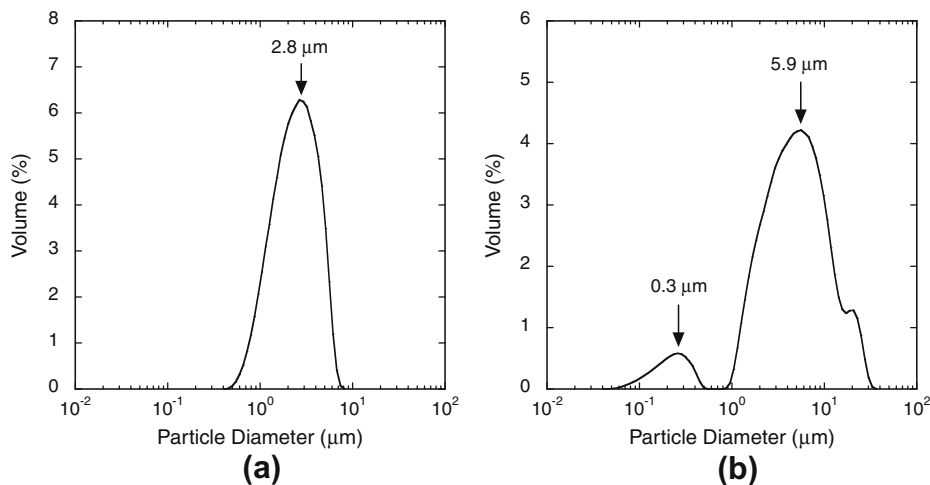 8
7
6
5
4
3
2
1
0
Volume (%)
2.8 μm
10⁻² 10⁻¹ 10⁰ 10¹ 10²
Particle Diameter (μm)
(a)
6
5
4
3
2
1
0
Volume (%)
5.9 μm
0.3 μm
10⁻² 10⁻¹ 10⁰ 10¹ 10²
Particle Diameter (μm)
(b)